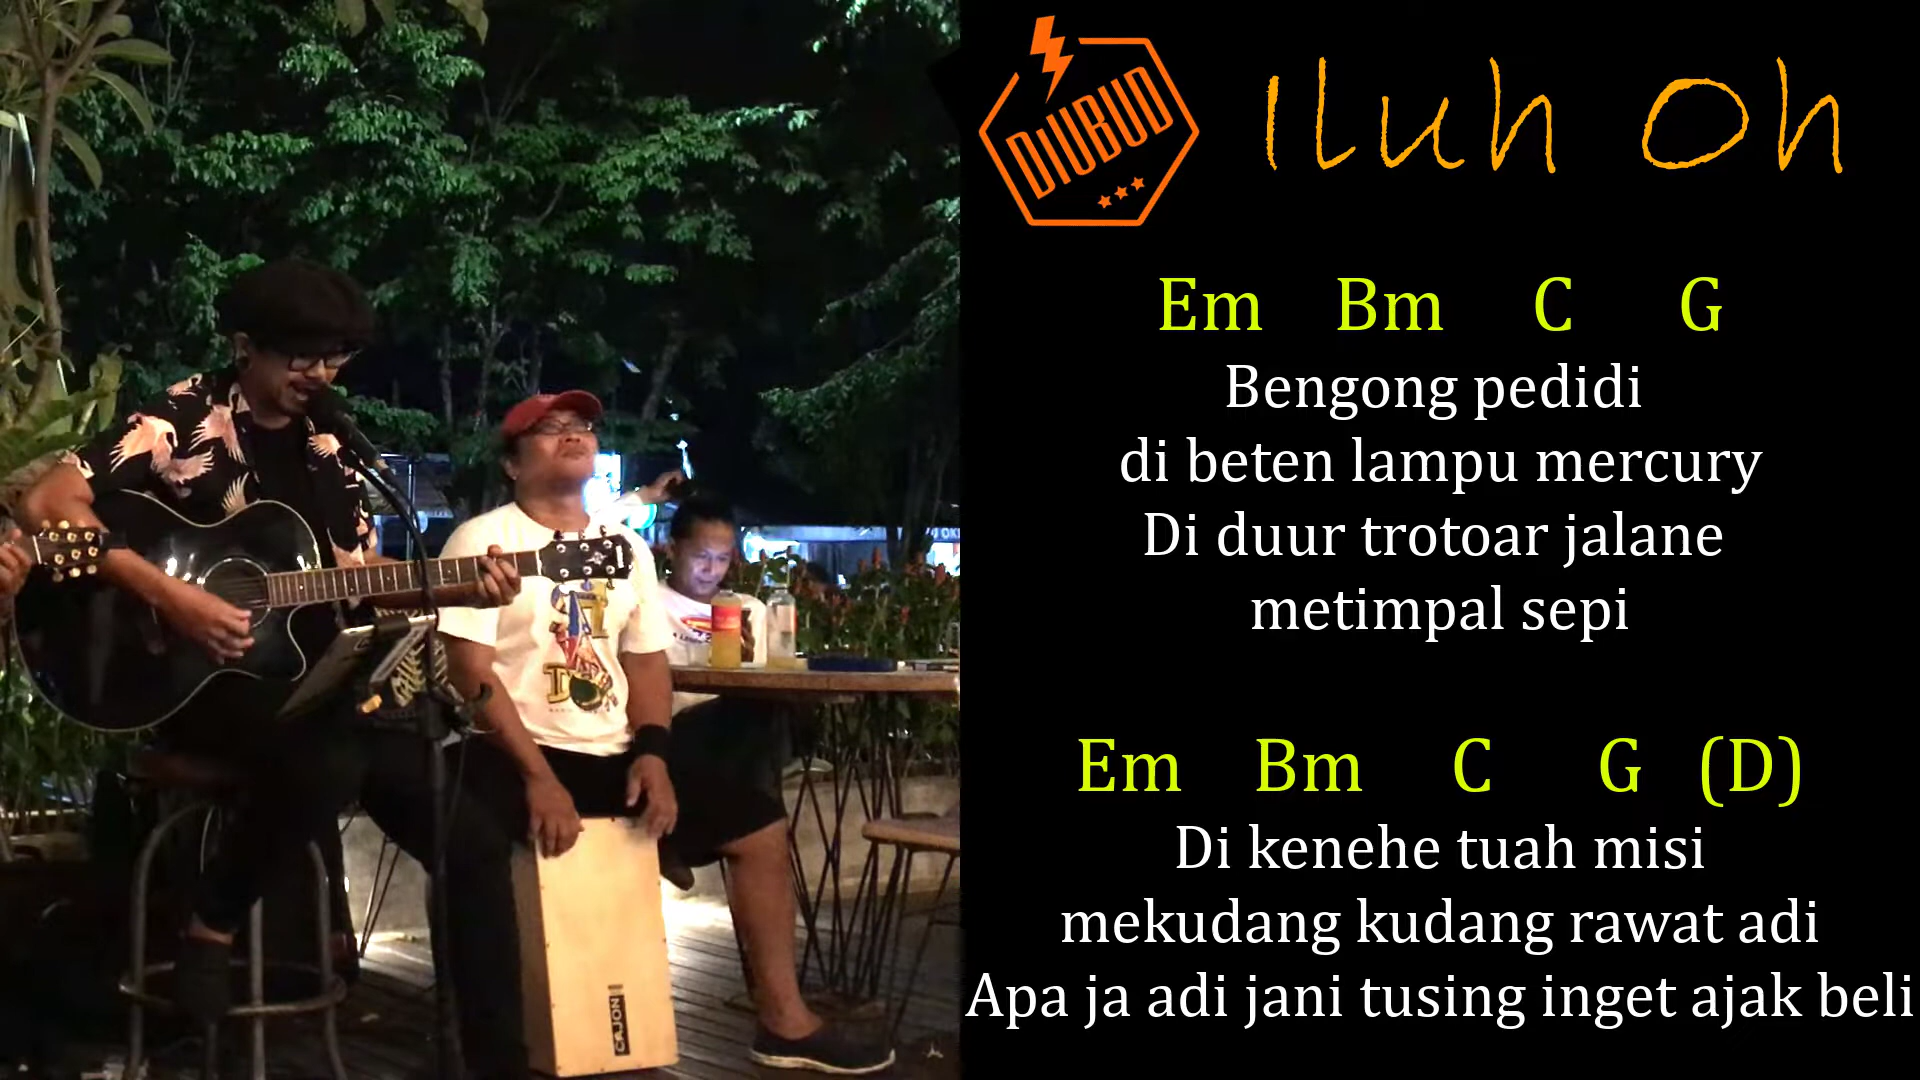 DIUBUD
Iluh Oh
Em Bm C G
Bengong pedidi
di beten lampu mercury
Di duur trotoar jalane
metimpal sepi
Em Bm C G (D)
Di kenehe tuah misi
mekudang kudang rawat adi
Apa ja adi jani tusing inget ajak beli
CAJON